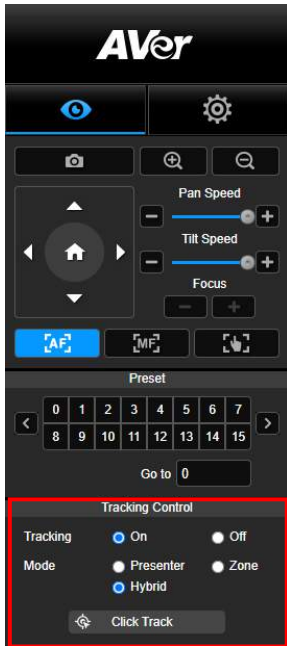 AVer
Pan Speed
Tilt Speed
Focus
AF
MF
Preset
0 1 2 3 4 5 6 7
8 9 10 11 12 13 14 15
Go to 0
Tracking Control
Tracking On Off
Mode Presenter Zone
Hybrid
Click Track